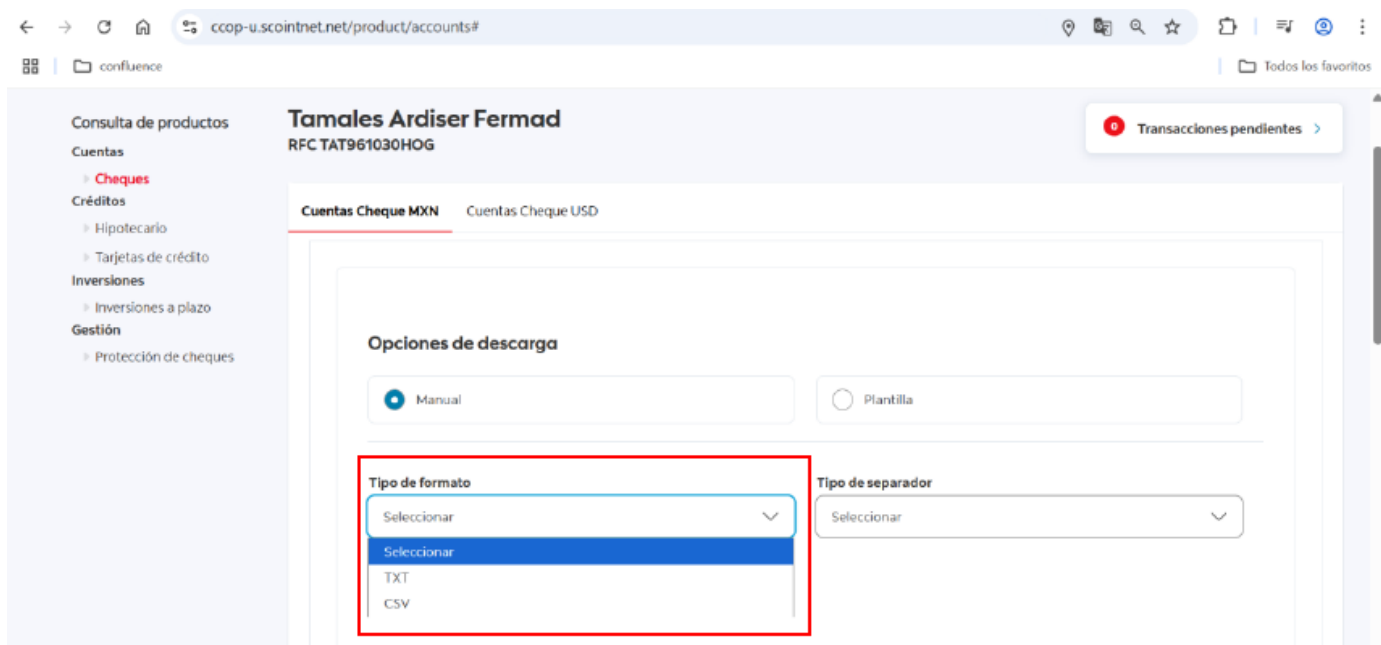 ccop-u.scointnet.net/product/accounts#
confluence
Todos los favoritos
Consulta de productos
Cuentas
Cheques
Créditos
Hipotecario
Tarjetas de crédito
Inversiones
Inversiones a plazo
Gestión
Protección de cheques
Tamales Ardiser Fermad
RFC TAT961030HOG
0 Transacciones pendientes >
Cuentas Cheque MXN Cuentas Cheque USD
Opciones de descarga
Manual Plantilla
Tipo de formato Tipo de separador
Seleccionar Seleccionar
Seleccionar
TXT
CSV